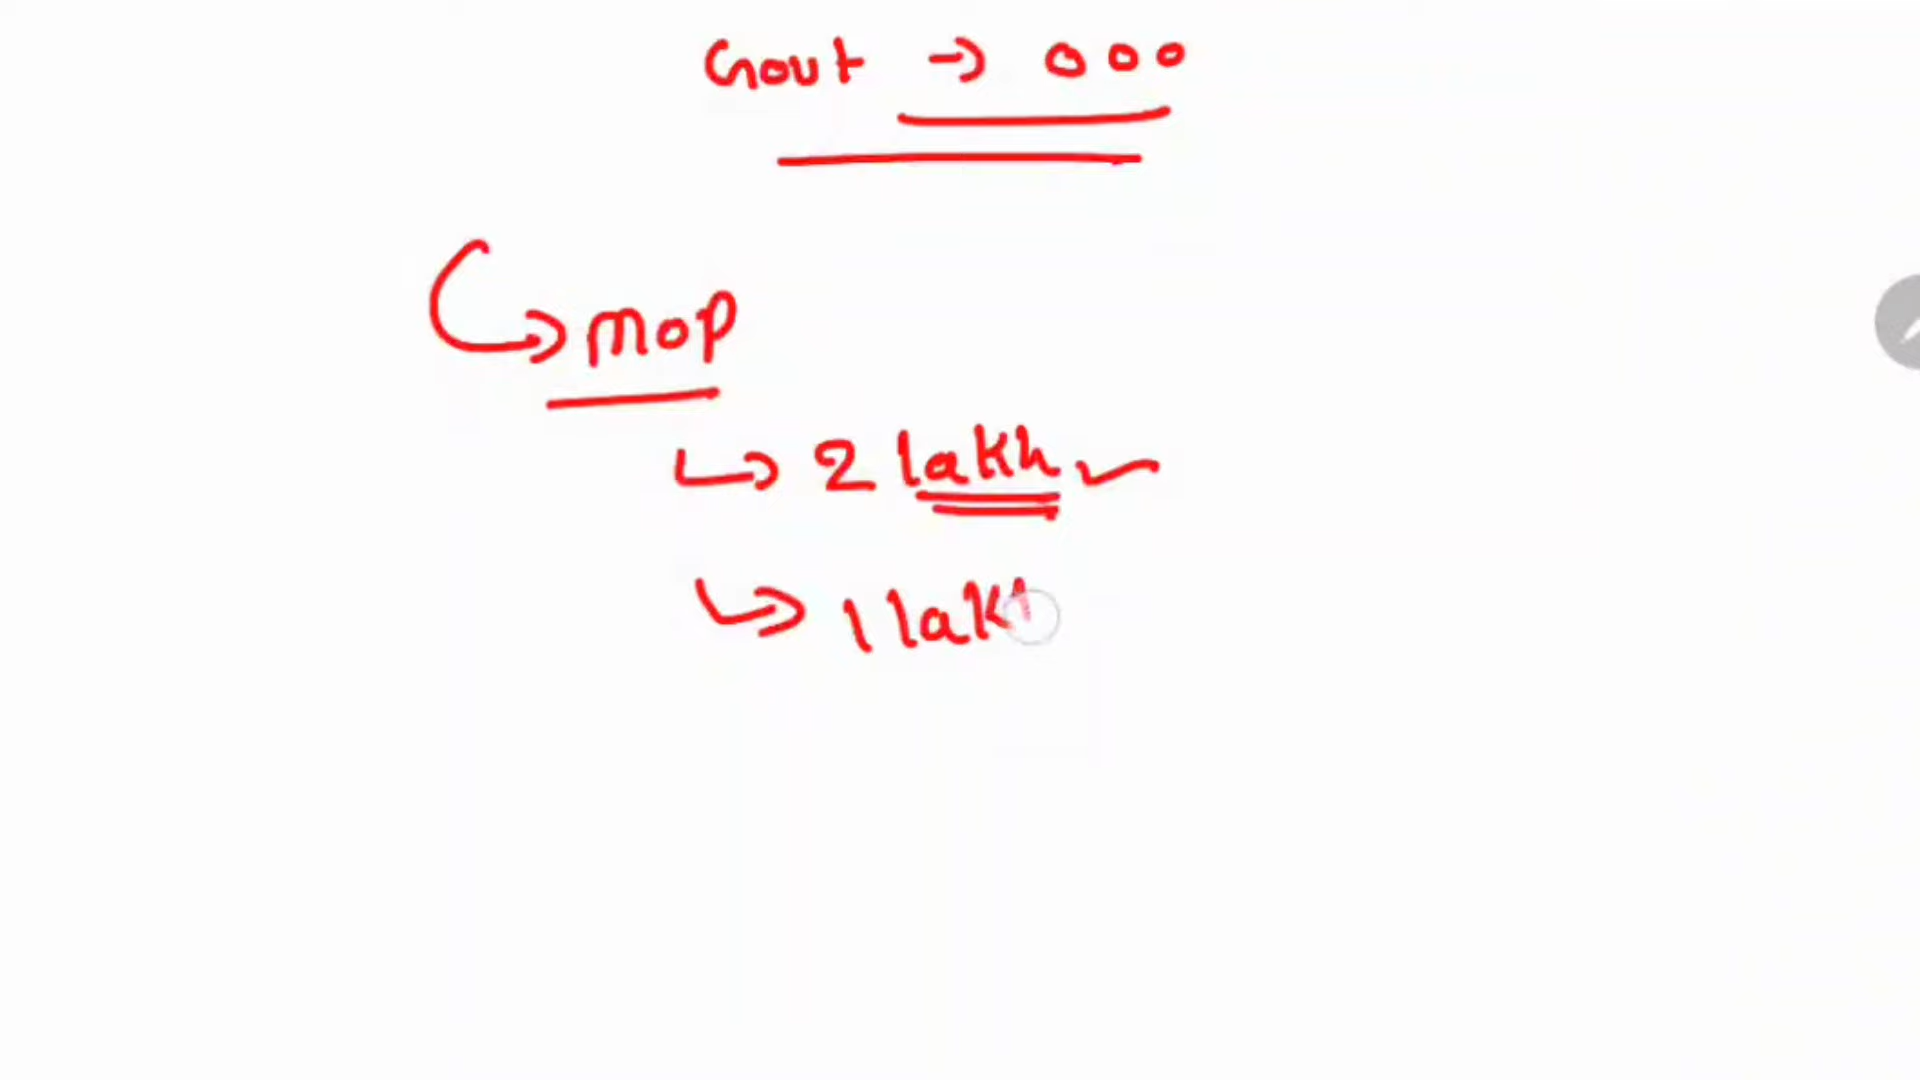 Govt → 000
↳ mop
↳ 2 lakh ✓
↳ 1 lak